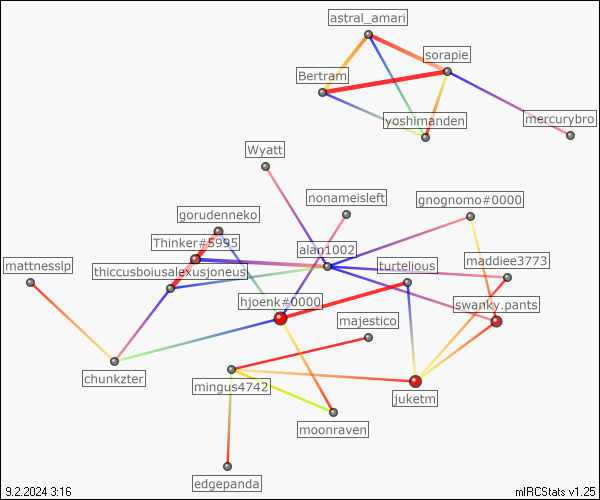 astral_amari
sorapie
Bertram
yoshimanden
mercurybro
Wyatt
nonameisleft
gnognomo#0000
gorudenneko
Thinker#5995
alan1002
mattnesslp
thiccusboiusalexusjoneus
turtelious
maddiee3773
hjoenk#0000
swanky.pants
majestico
chunkzter
mingus4742
juketm
moonraven
edgepanda
9.2.2024 3:16
mIRCStats v1.25